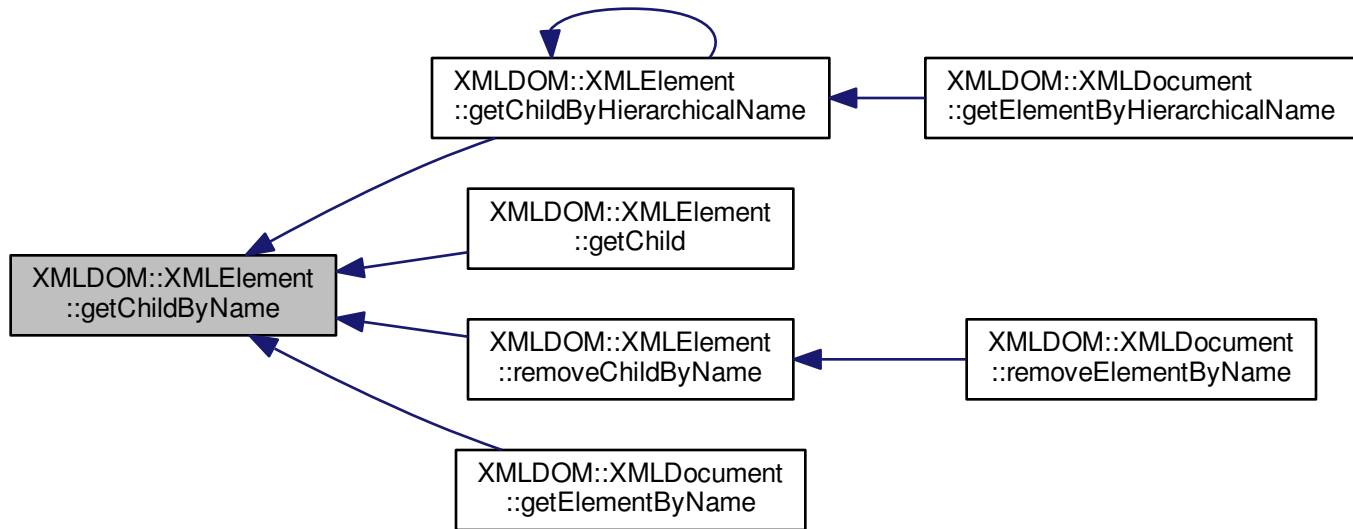 XMLDOM::XMLElement
::getChildByHierarchicalName
XMLDOM::XMLDocument
::getElementByHierarchicalName
XMLDOM::XMLElement
::getChild
XMLDOM::XMLElement
::getChildByName
XMLDOM::XMLElement
::removeChildByName
XMLDOM::XMLDocument
::removeElementByName
XMLDOM::XMLDocument
::getElementByName